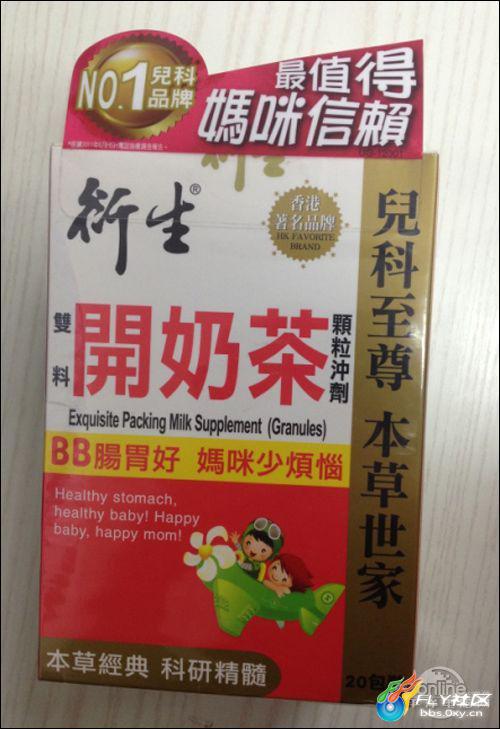 NO.1
兒科
品牌
最值得
媽咪信賴
衍生®
香港
著名品牌
HK FAVORITE
BRAND
兒科至尊 本草世家
雙料
開奶茶
顆粒沖劑
Exquisite Packing Milk Supplement (Granules)
BB腸胃好 媽咪少煩惱
Healthy stomach,
healthy baby! Happy
baby, happy mom!
本草經典 科研精髓
20包
online
FLY社区
bbs.0xy.cn